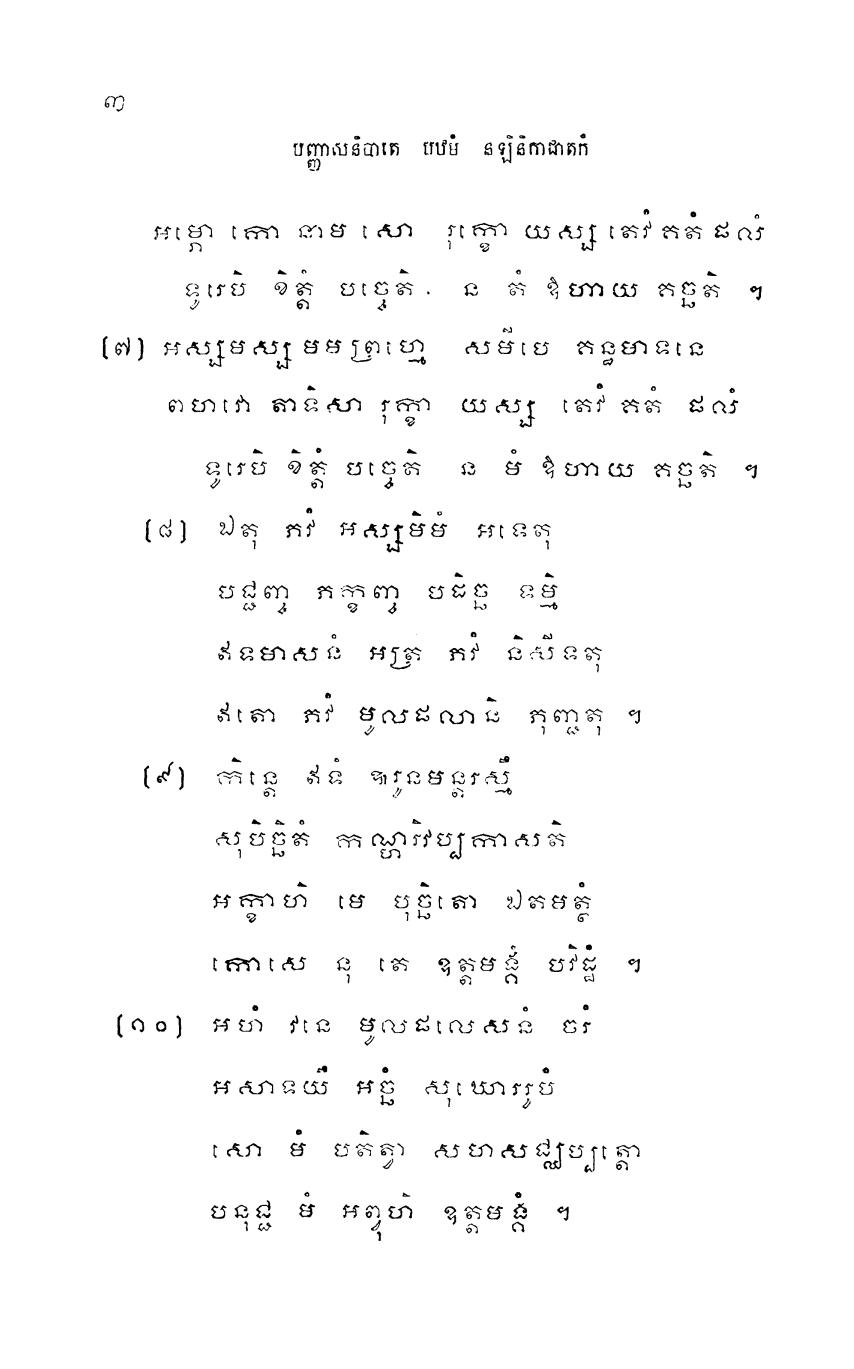 ៣
បញ្ញាសនិបាតេ បឋមំ នឡិនិកាជាតកំ
អម្ភោ កោ នាម សោ រុក្ខោ យស្ស តេវំ គតំ ផលំ
ទូរេបិ ខិត្តំ បច្ចេតិ ន តំ ឱហាយ គច្ឆតិ ។
(៧) អស្សមស្ស មម ព្រហ្មេ សមីបេ គន្ធមាទនេ
ពហវោ តាទិសា រុក្ខា យស្ស តេវំ គតំ ផលំ
ទូរេបិ ខិត្តំ បច្ចេតិ ន មំ ឱហាយ គច្ឆតិ ។
(៨) ឯតុ ភវំ អស្សមិមំ អទេតុ
បជ្ជញ្ច ភក្ខញ្ច បដិច្ឆ ទម្មិ
ឥទមាសនំ អត្រ ភវំ និសីទតុ
ឥតោ ភវំ មូលផលានិ ភុញ្ជតុ ។
(៩) កិន្តេ ឥទំ ឩរូនមន្តរស្មឹ
សុបិច្ឆិតំ កណ្ហរិវប្បកាសតិ
អក្ខាហិ មេ បុច្ឆិតោ ឯតមត្ថំ
កោសេ នុ តេ ឧត្តមង្គំ បវិដ្ឋំ ។
(១០) អហំ វនេ មូលផលេសនំ ចរំ
អសាទយឹ អច្ឆំ សុឃោររូបំ
សោ មំ បតិត្វា សហសជ្ឈប្បត្តោ
បនុជ្ជ មំ អព្វុហិ ឧត្តមង្គំ ។